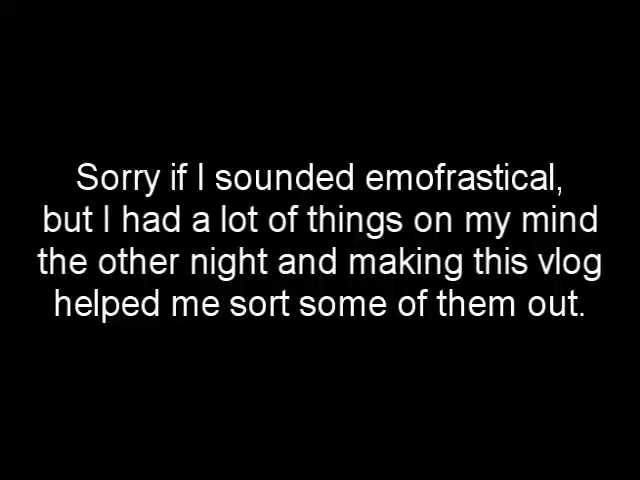 Sorry if I sounded emofrastical,
but I had a lot of things on my mind
the other night and making this vlog
helped me sort some of them out.